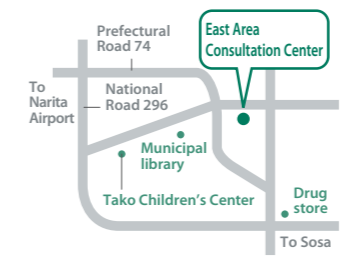 Prefectural
Road 74
East Area
Consultation Center
To
Narita
Airport
National
Road 296
Municipal
library
Tako Children's Center
Drug
store
To Sosa